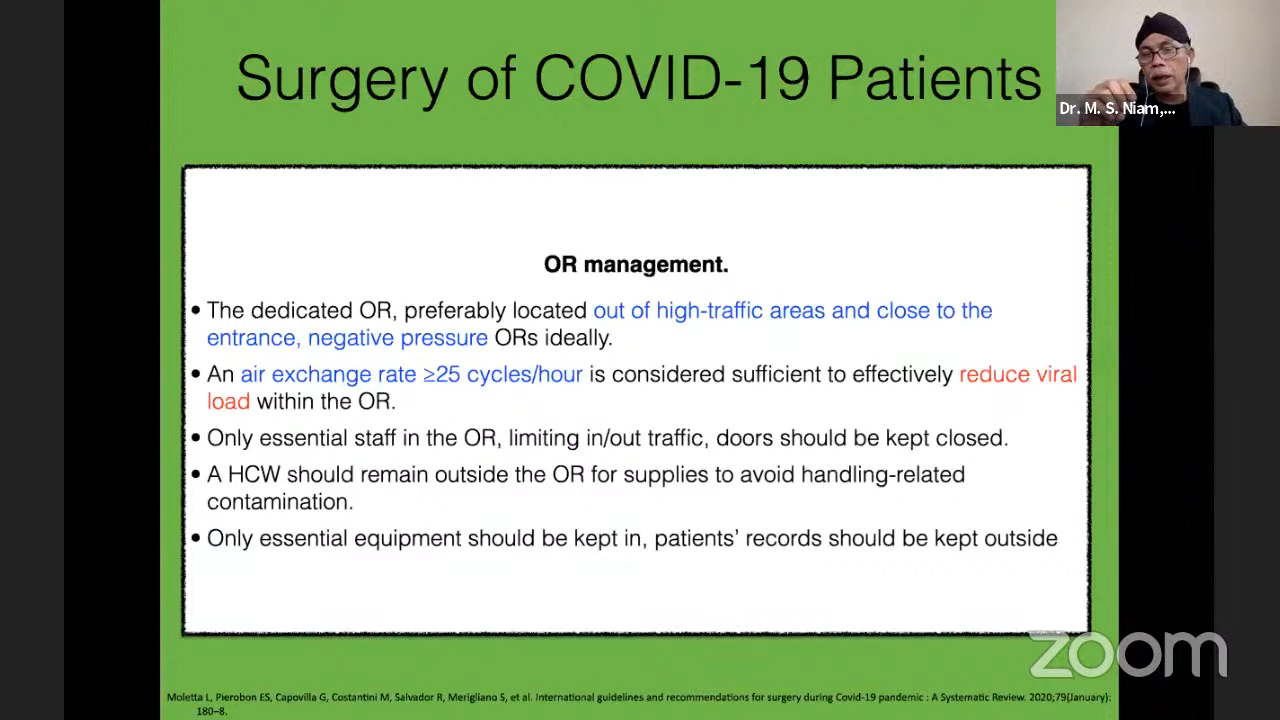 Surgery of COVID-19 Patients
Dr. M. S. Niam,...
OR management.
• The dedicated OR, preferably located out of high-traffic areas and close to the
entrance, negative pressure ORs ideally.
• An air exchange rate ≥25 cycles/hour is considered sufficient to effectively reduce viral
load within the OR.
• Only essential staff in the OR, limiting in/out traffic, doors should be kept closed.
• A HCW should remain outside the OR for supplies to avoid handling-related
contamination.
• Only essential equipment should be kept in, patients’ records should be kept outside
zoom
Moletta L, Pierobon ES, Capovilla G, Costantini M, Salvador R, Merigliano S, et al. International guidelines and recommendations for surgery during Covid-19 pandemic : A Systematic Review. 2020;79(January):
180–8.